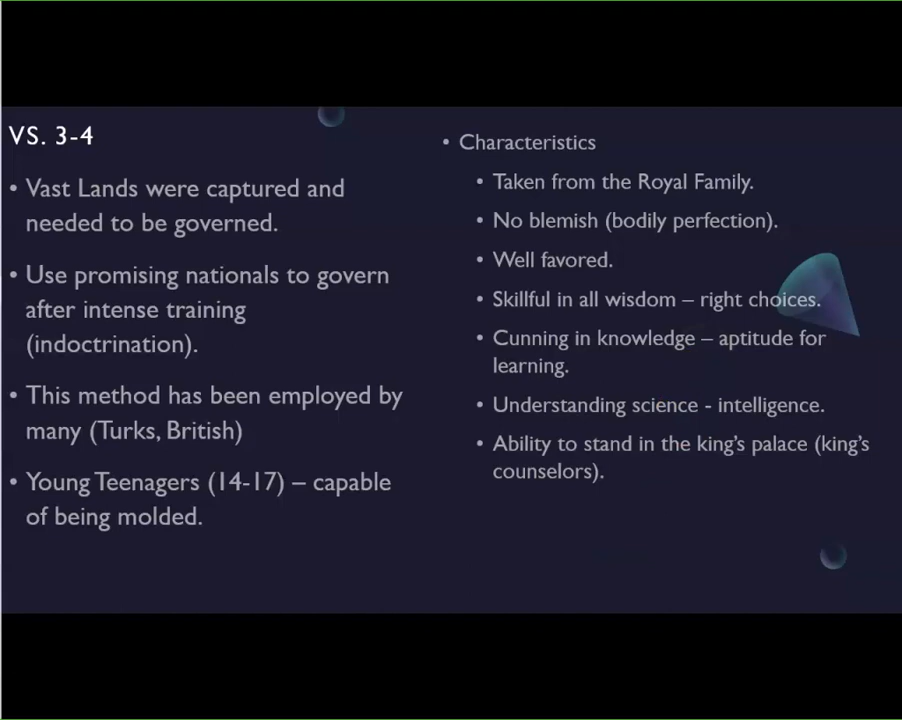 VS. 3-4
• Vast Lands were captured and
needed to be governed.
• Use promising nationals to govern
after intense training
(indoctrination).
• This method has been employed by
many (Turks, British)
• Young Teenagers (14-17) – capable
of being molded.
• Characteristics
• Taken from the Royal Family.
• No blemish (bodily perfection).
• Well favored.
• Skillful in all wisdom – right choices.
• Cunning in knowledge – aptitude for
learning.
• Understanding science - intelligence.
• Ability to stand in the king's palace (king's
counselors).